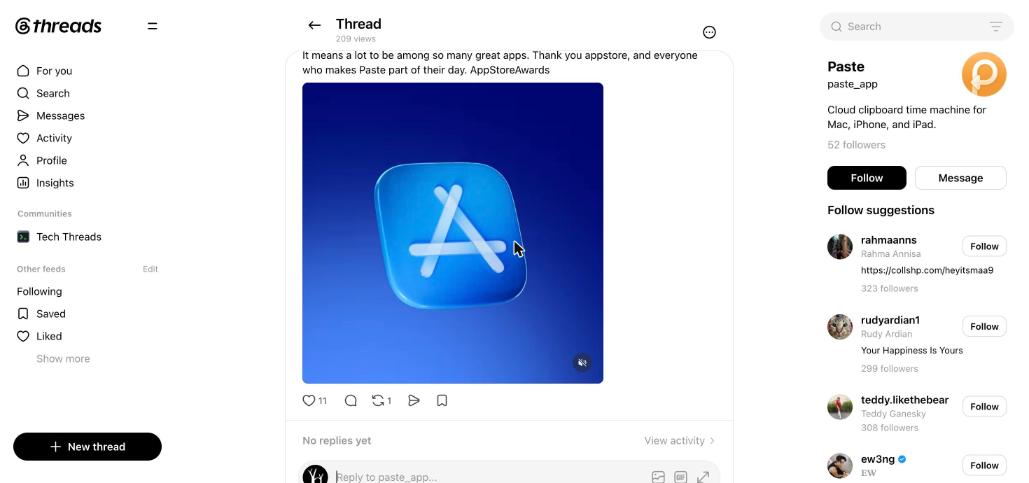 threads
For you
Search
Messages
Activity
Profile
Insights
Communities
Tech Threads
Other feeds
Edit
Following
Saved
Liked
Show more
New thread
Thread
209 views
It means a lot to be among so many great apps. Thank you appstore, and everyone
who makes Paste part of their day. AppStoreAwards
11
1
No replies yet
View activity
Reply to paste_app...
GIF
Search
Paste
paste_app
Cloud clipboard time machine for
Mac, iPhone, and iPad.
52 followers
Follow
Message
Follow suggestions
rahmaanns
Follow
Rahma Annisa
https://collshp.com/heyitsmaa9
323 followers
rudyardian1
Follow
Rudy Ardian
Your Happiness Is Yours
299 followers
teddy.likethebear
Follow
Teddy Ganesky
308 followers
ew3ng
Follow
EW